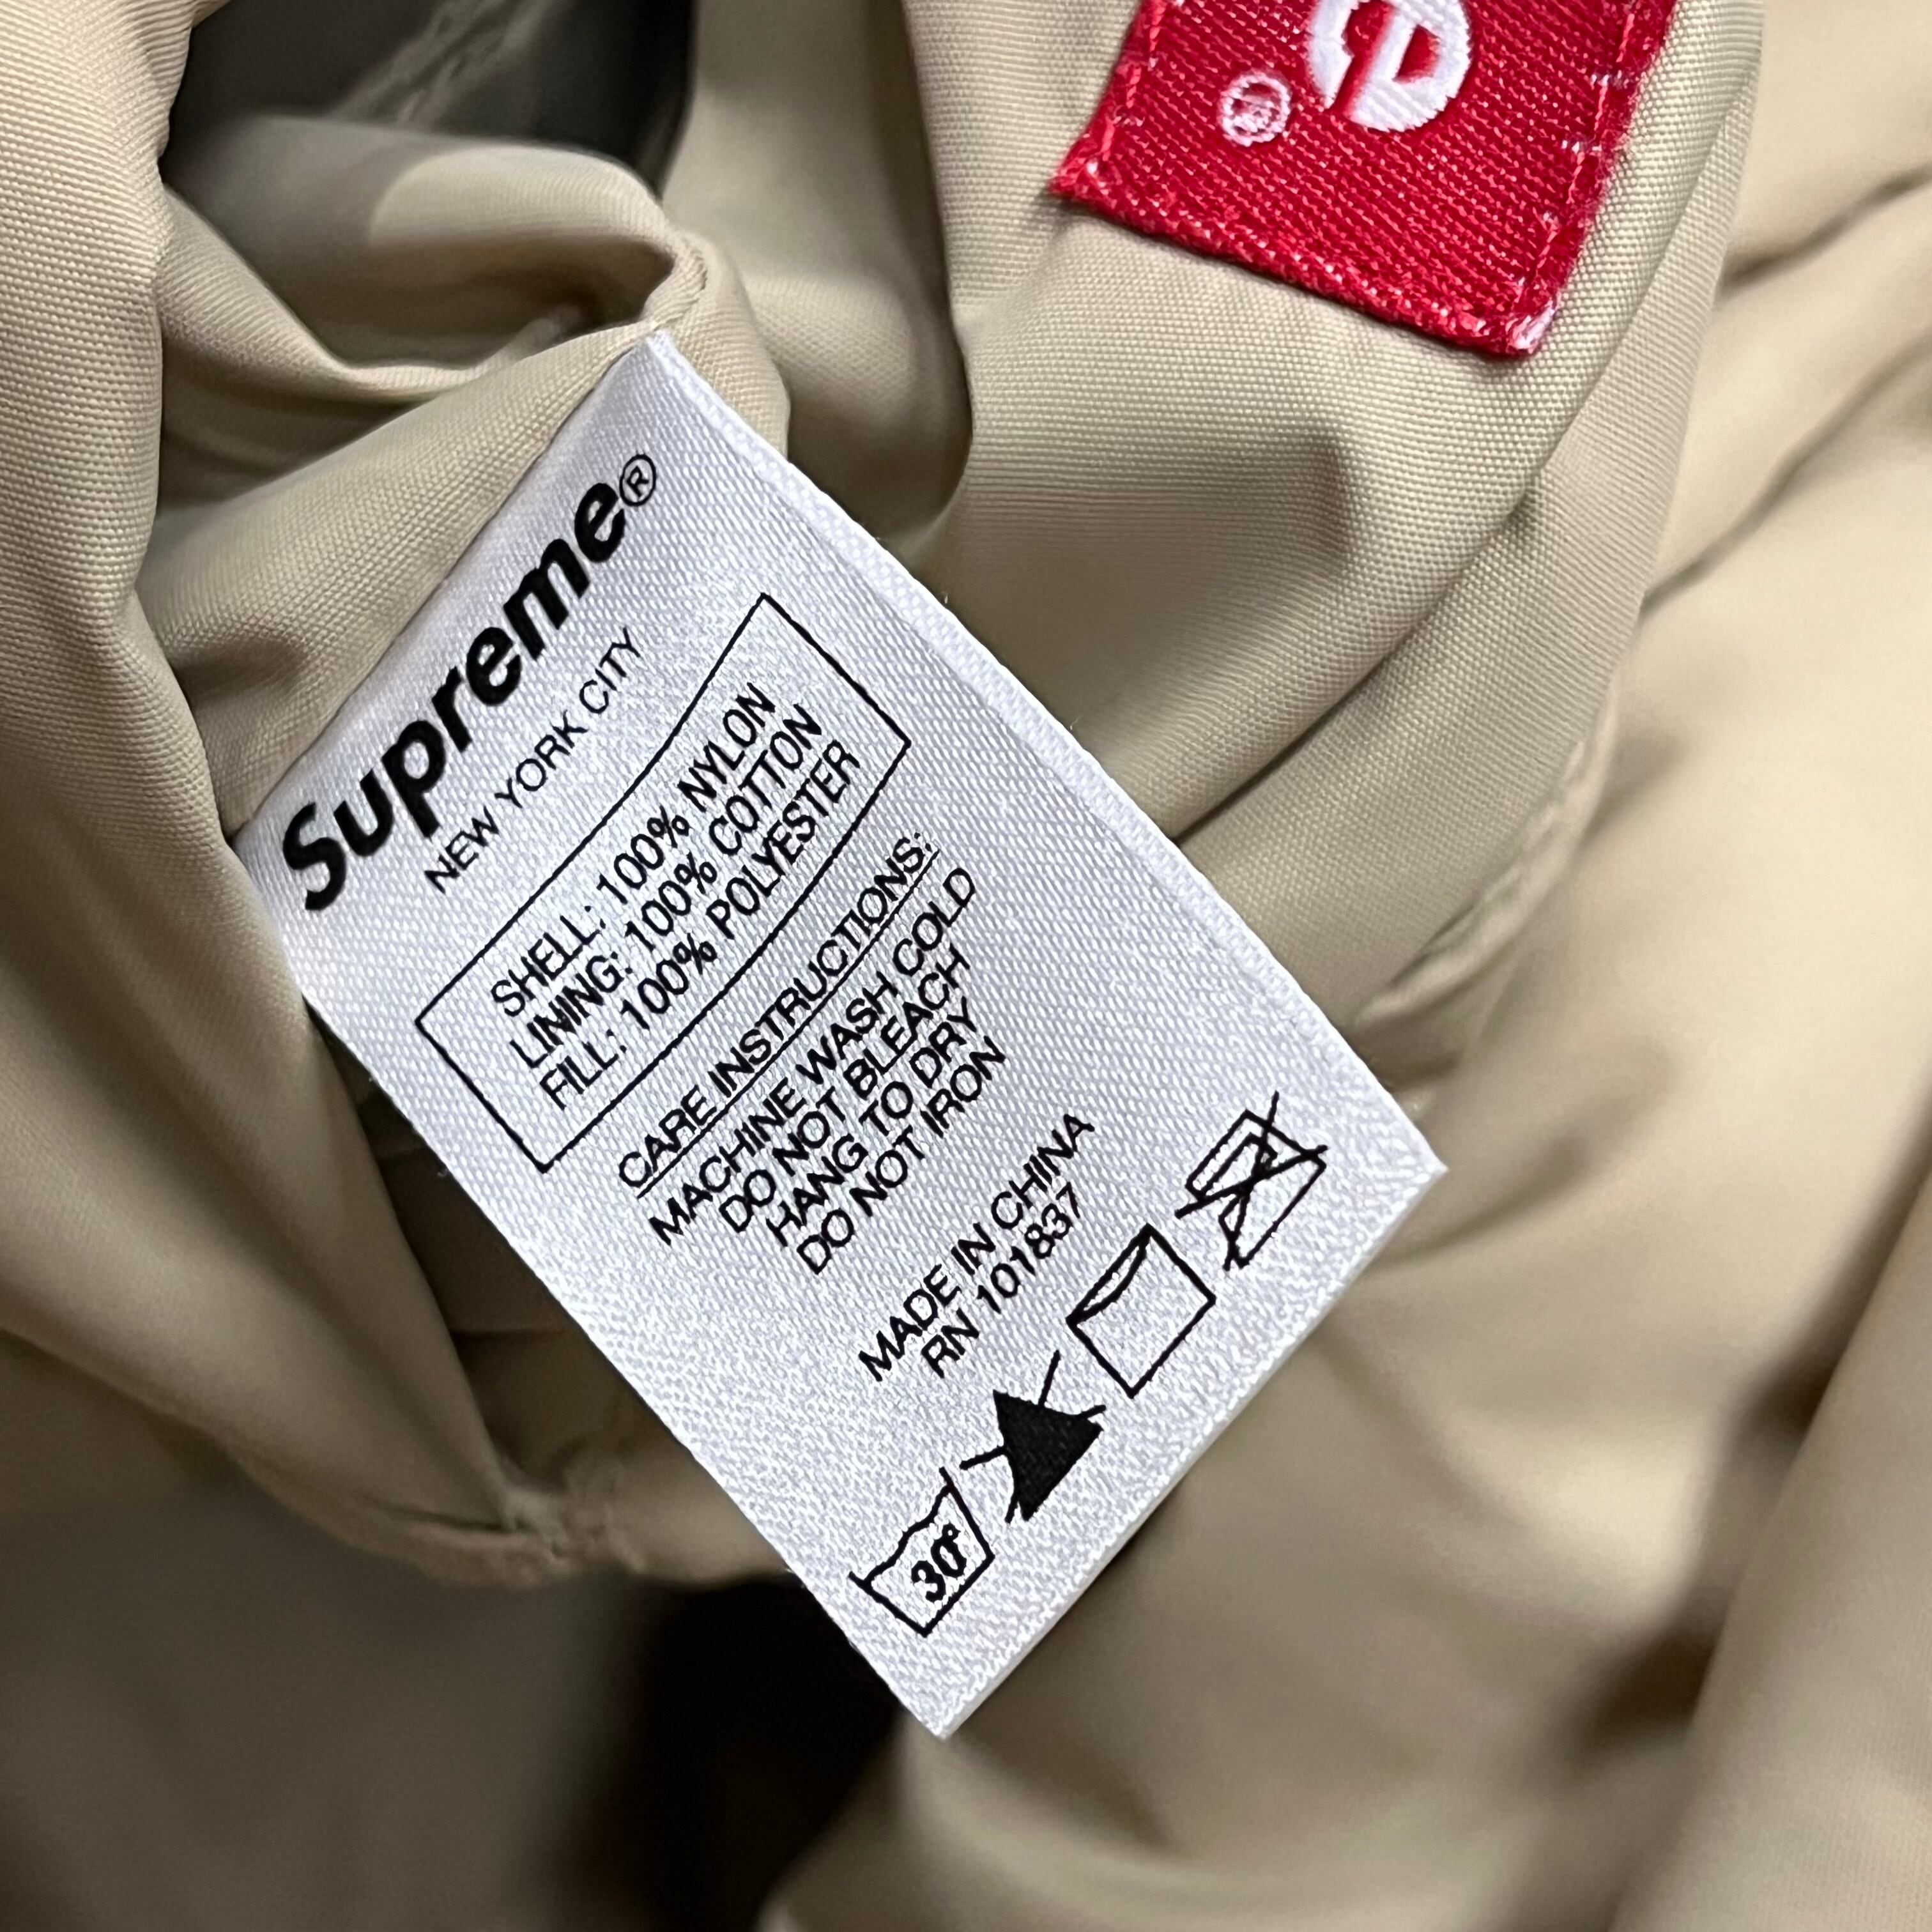 e®
Supreme®
NEW YORK CITY
SHELL: 100% NYLON
LINING: 100% COTTON
FILL: 100% POLYESTER
CARE INSTRUCTIONS:
MACHINE WASH COLD
DO NOT BLEACH
HANG TO DRY
DO NOT IRON
MADE IN CHINA
RN 101837
30°